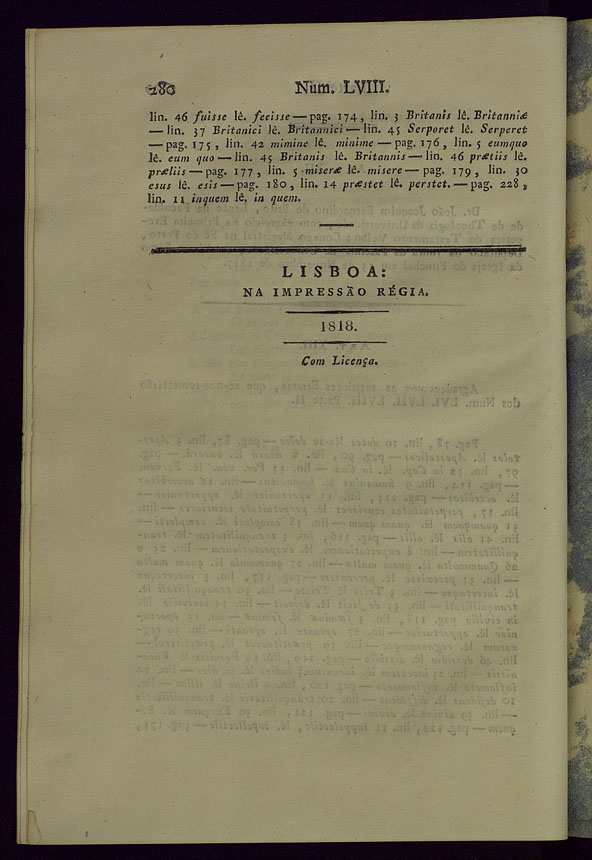 280 Num. LVIII.
lin. 46 fuisse lê. fecisse — pag. 174, lin. 3 Britanis lê. Britanniæ
— lin. 37 Britanici lê. Britannici — lin. 45 Serporet lê. Serperet
— pag. 175, lin. 42 mimine lê. minime — pag. 176, lin. 5 eumquo
lê. eum quo — lin. 45 Britanis lê. Britannis — lin. 46 prætiis lê.
præliis — pag. 177, lin. 5 miseræ lê. misere — pag. 179, lin. 30
esus lê. esis — pag. 180, lin. 14 præstet lê. perstet. — pag. 228,
lin. 11 inquem lê. in quem.
LISBOA:
NA IMPRESSÃO RÉGIA.
1818.
Com Licença.